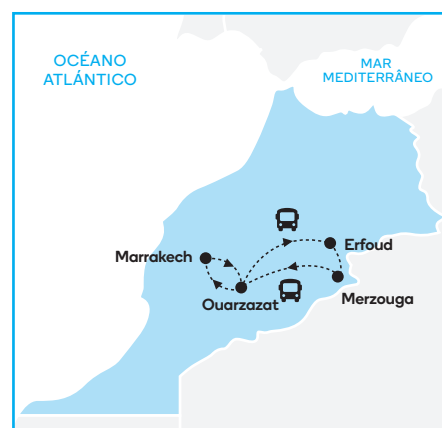 OCÉANO
ATLÁNTICO
MAR
MEDITERRÂNEO
Erfoud
Marrakech
Ouarzazat
Merzouga